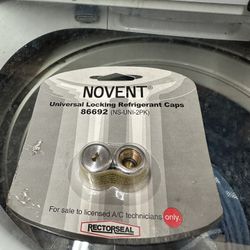 NOVENT®
Universal Locking Refrigerant Caps
86692 (NS-UNI-2PK)
For sale to licensed A/C technicians only.
RECTORSEAL